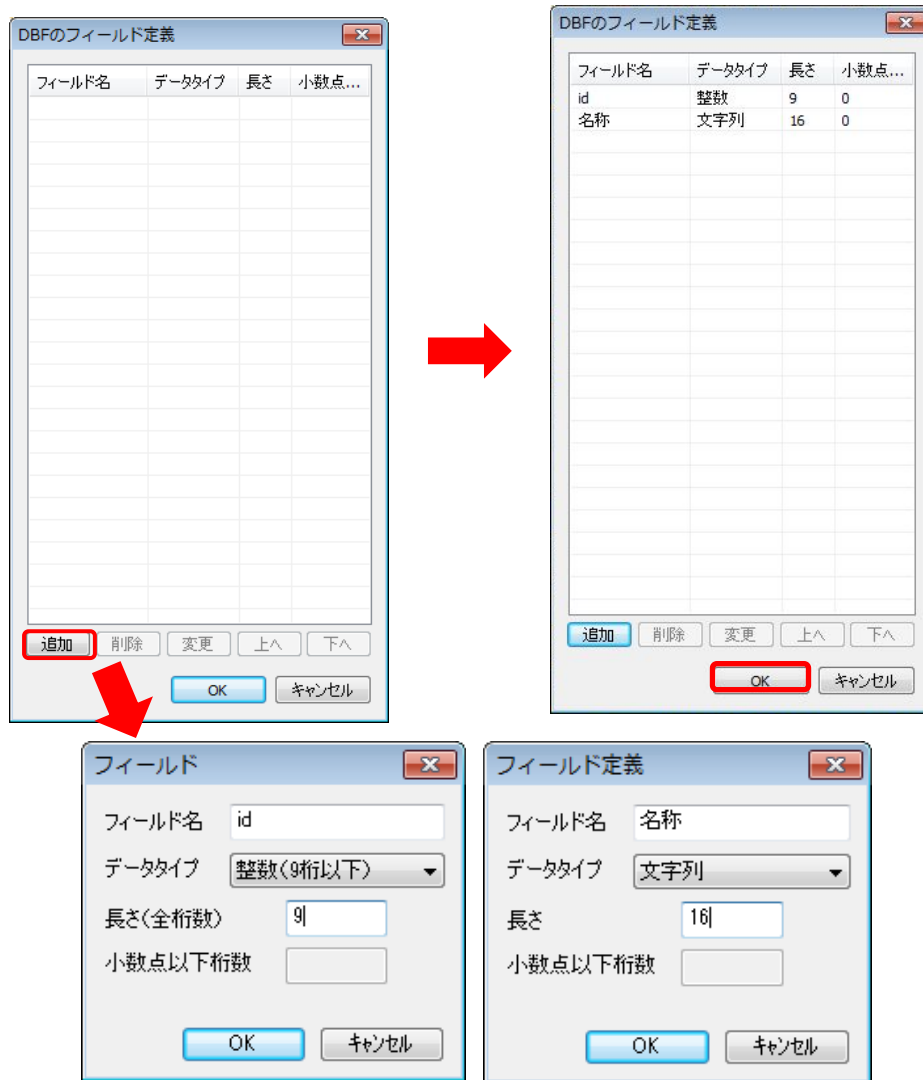 DBFのフィールド定義
フィールド名 データタイプ 長さ 小数点...
追加 削除 変更 上へ 下へ
OK キャンセル
DBFのフィールド定義
フィールド名 データタイプ 長さ 小数点...
id 整数 9 0
名称 文字列 16 0
追加 削除 変更 上へ 下へ
OK キャンセル
フィールド
フィールド名 id
データタイプ 整数(9桁以下)
長さ(全桁数) 9
小数点以下桁数
OK キャンセル
フィールド定義
フィールド名 名称
データタイプ 文字列
長さ 16
小数点以下桁数
OK キャンセル